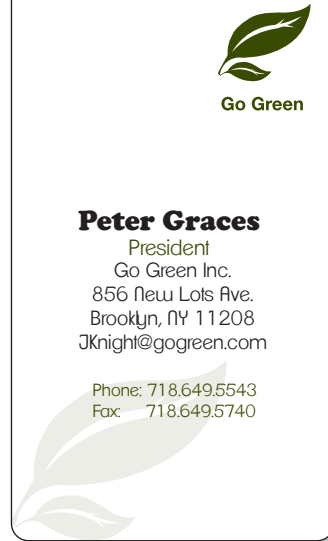 Go Green
Peter Graces
President
Go Green Inc.
856 New Lots Ave.
Brooklyn, NY 11208
JKnight@gogreen.com
Phone: 718.649.5543
Fax: 718.649.5740